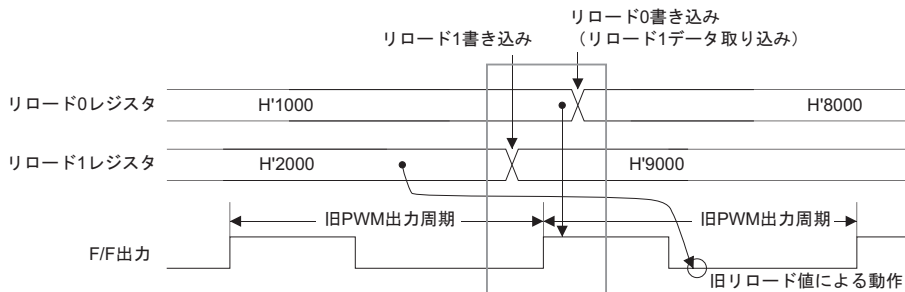 リロード0書き込み
(リロード1データ取り込み)
リロード1書き込み
リロード0レジスタ
H'1000
H'8000
リロード1レジスタ
H'2000
H'9000
旧PWM出力周期
旧PWM出力周期
F/F出力
旧リロード値による動作